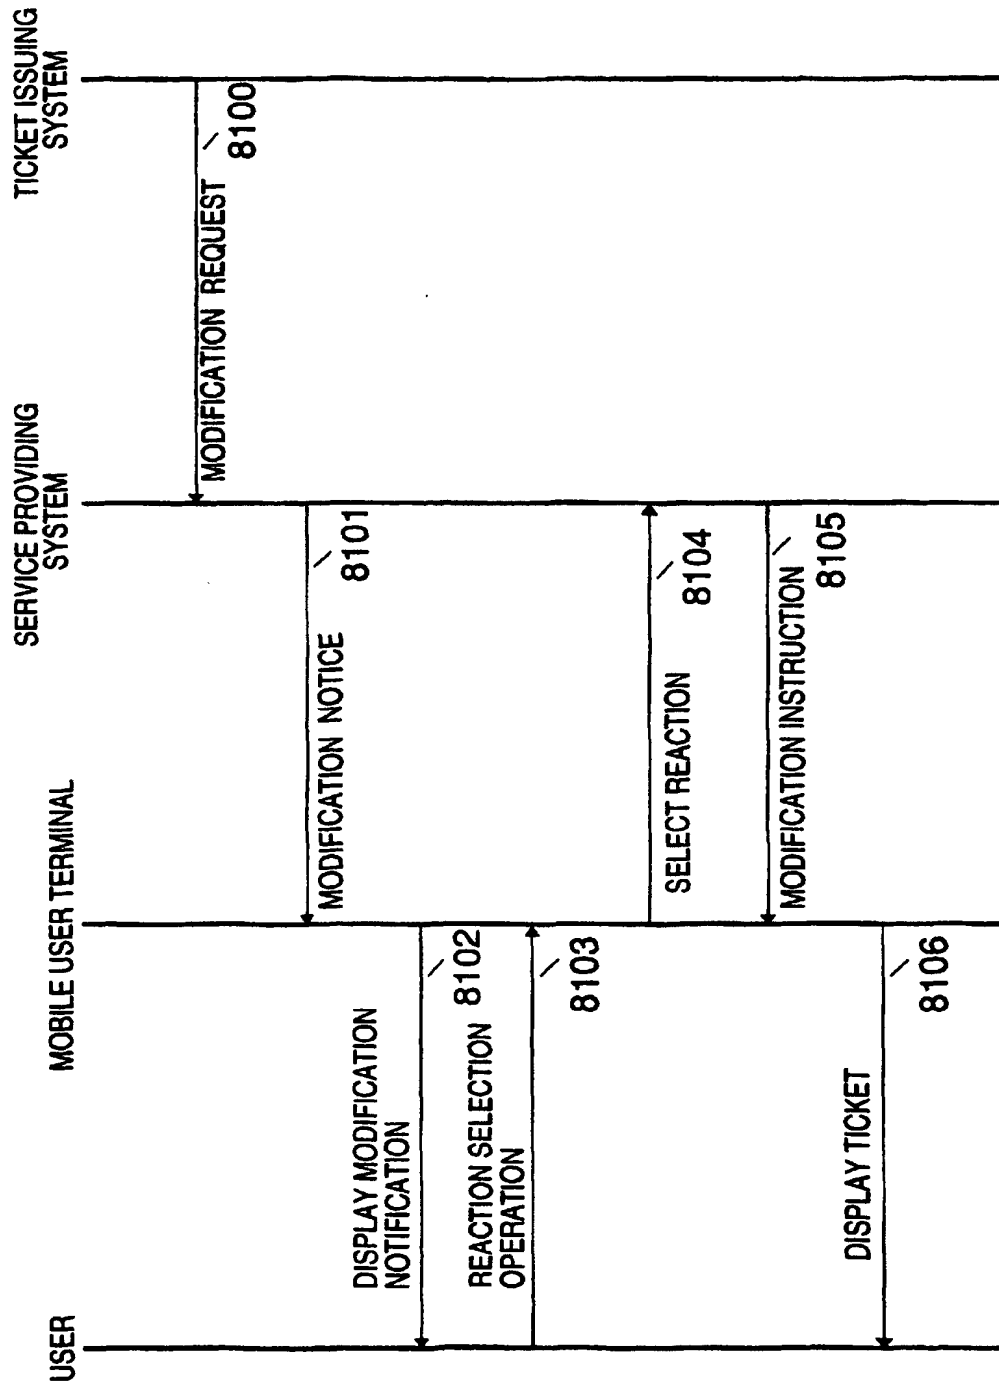 USER
MOBILE USER TERMINAL
SERVICE PROVIDING
SYSTEM
TICKET ISSUING
SYSTEM
MODIFICATION REQUEST
8100
MODIFICATION NOTICE
8101
DISPLAY MODIFICATION
NOTIFICATION
8102
REACTION SELECTION
OPERATION
8103
SELECT REACTION
8104
MODIFICATION INSTRUCTION
8105
DISPLAY TICKET
8106